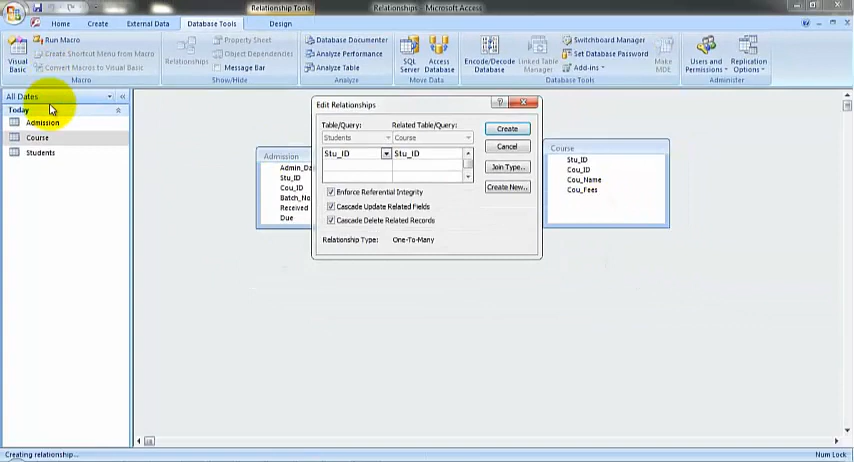 Relationship Tools
Relationships - Microsoft Access
Home Create External Data Database Tools Design
Visual Basic
Run Macro
Create Shortcut Menu from Macro
Convert Macros to Visual Basic
Macro
Relationships
Property Sheet
Object Dependencies
Message Bar
Show/Hide
Database Documenter
Analyze Performance
Analyze Table
Analyze
SQL Server
Access Database
Move Data
Encode/Decode Database
Linked Table Manager
Switchboard Manager
Set Database Password
Add-ins
Make MDE
Database Tools
Users and Permissions
Replication Options
Administer
All Dates
Today
Admission
Course
Students
Admission
Stu_ID
Cou_ID
Received
Due
Edit Relationships
Table/Query: Related Table/Query:
Students Course
Stu_ID Stu_ID
Enforce Referential Integrity
Cascade Update Related Fields
Cascade Delete Related Records
Relationship Type: One-To-Many
Create
Cancel
Join Type...
Create New...
Course
Stu_ID
Cou_ID
Cou_Name
Cou_Fees
Creating relationship...
Num Lock